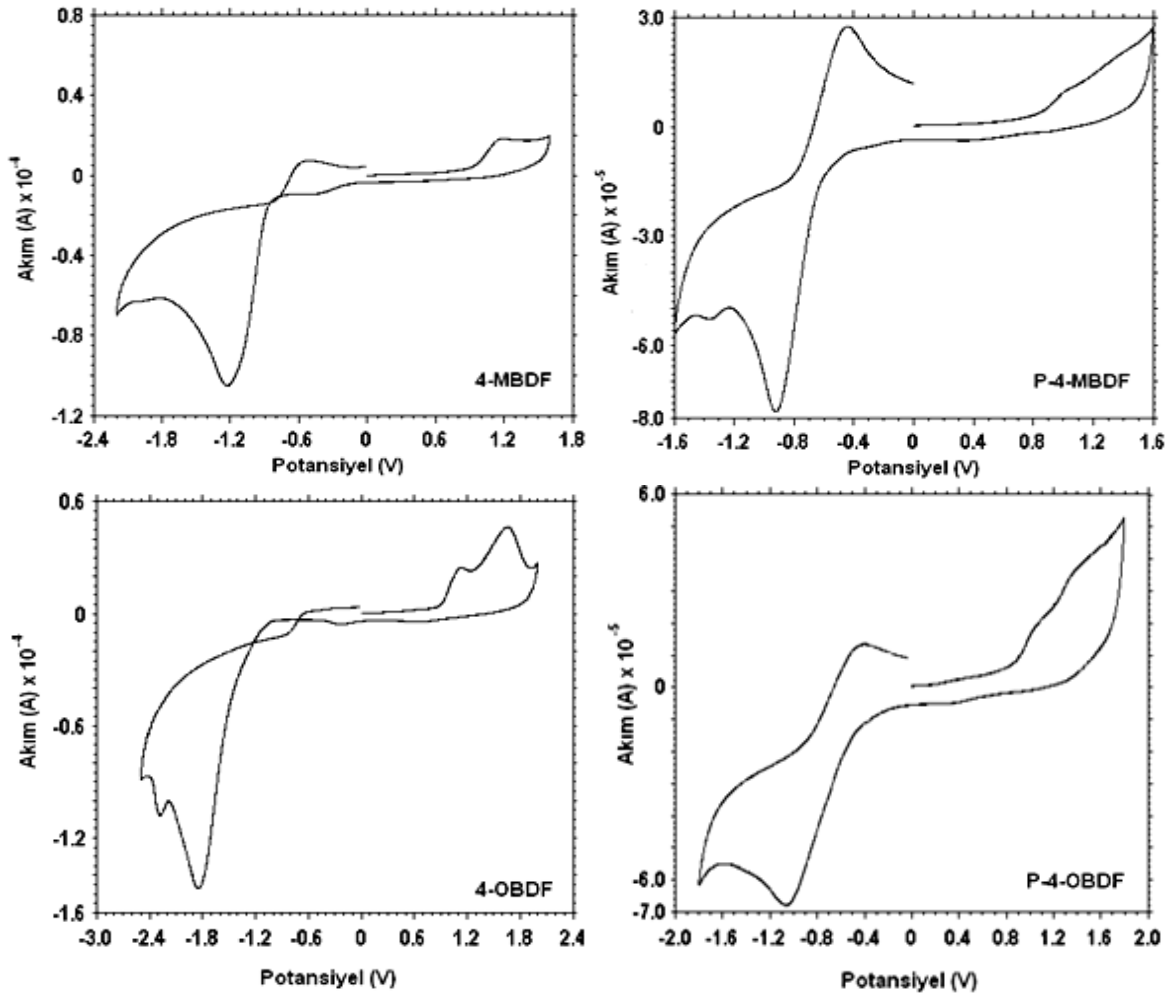 0.8
0.4
0
-0.4
-0.8
-1.2
Akım (A) x 10⁻⁴
4-MBDF
-2.4 -1.8 -1.2 -0.6 0 0.6 1.2 1.8
Potansiyel (V)
3.0
0
-3.0
-6.0
-8.0
Akım (A) x 10⁻⁵
P-4-MBDF
-1.6 -1.2 -0.8 -0.4 0 0.4 0.8 1.2 1.6
Potansiyel (V)
0.6
0
-0.6
-1.2
-1.6
Akım (A) x 10⁻⁴
4-OBDF
-3.0 -2.4 -1.8 -1.2 -0.6 0 0.6 1.2 1.8 2.4
Potansiyel (V)
6.0
0
-6.0
-7.0
Akım (A) x 10⁻⁵
P-4-OBDF
-2.0 -1.6 -1.2 -0.8 -0.4 0 0.4 0.8 1.2 1.6 2.0
Potansiyel (V)